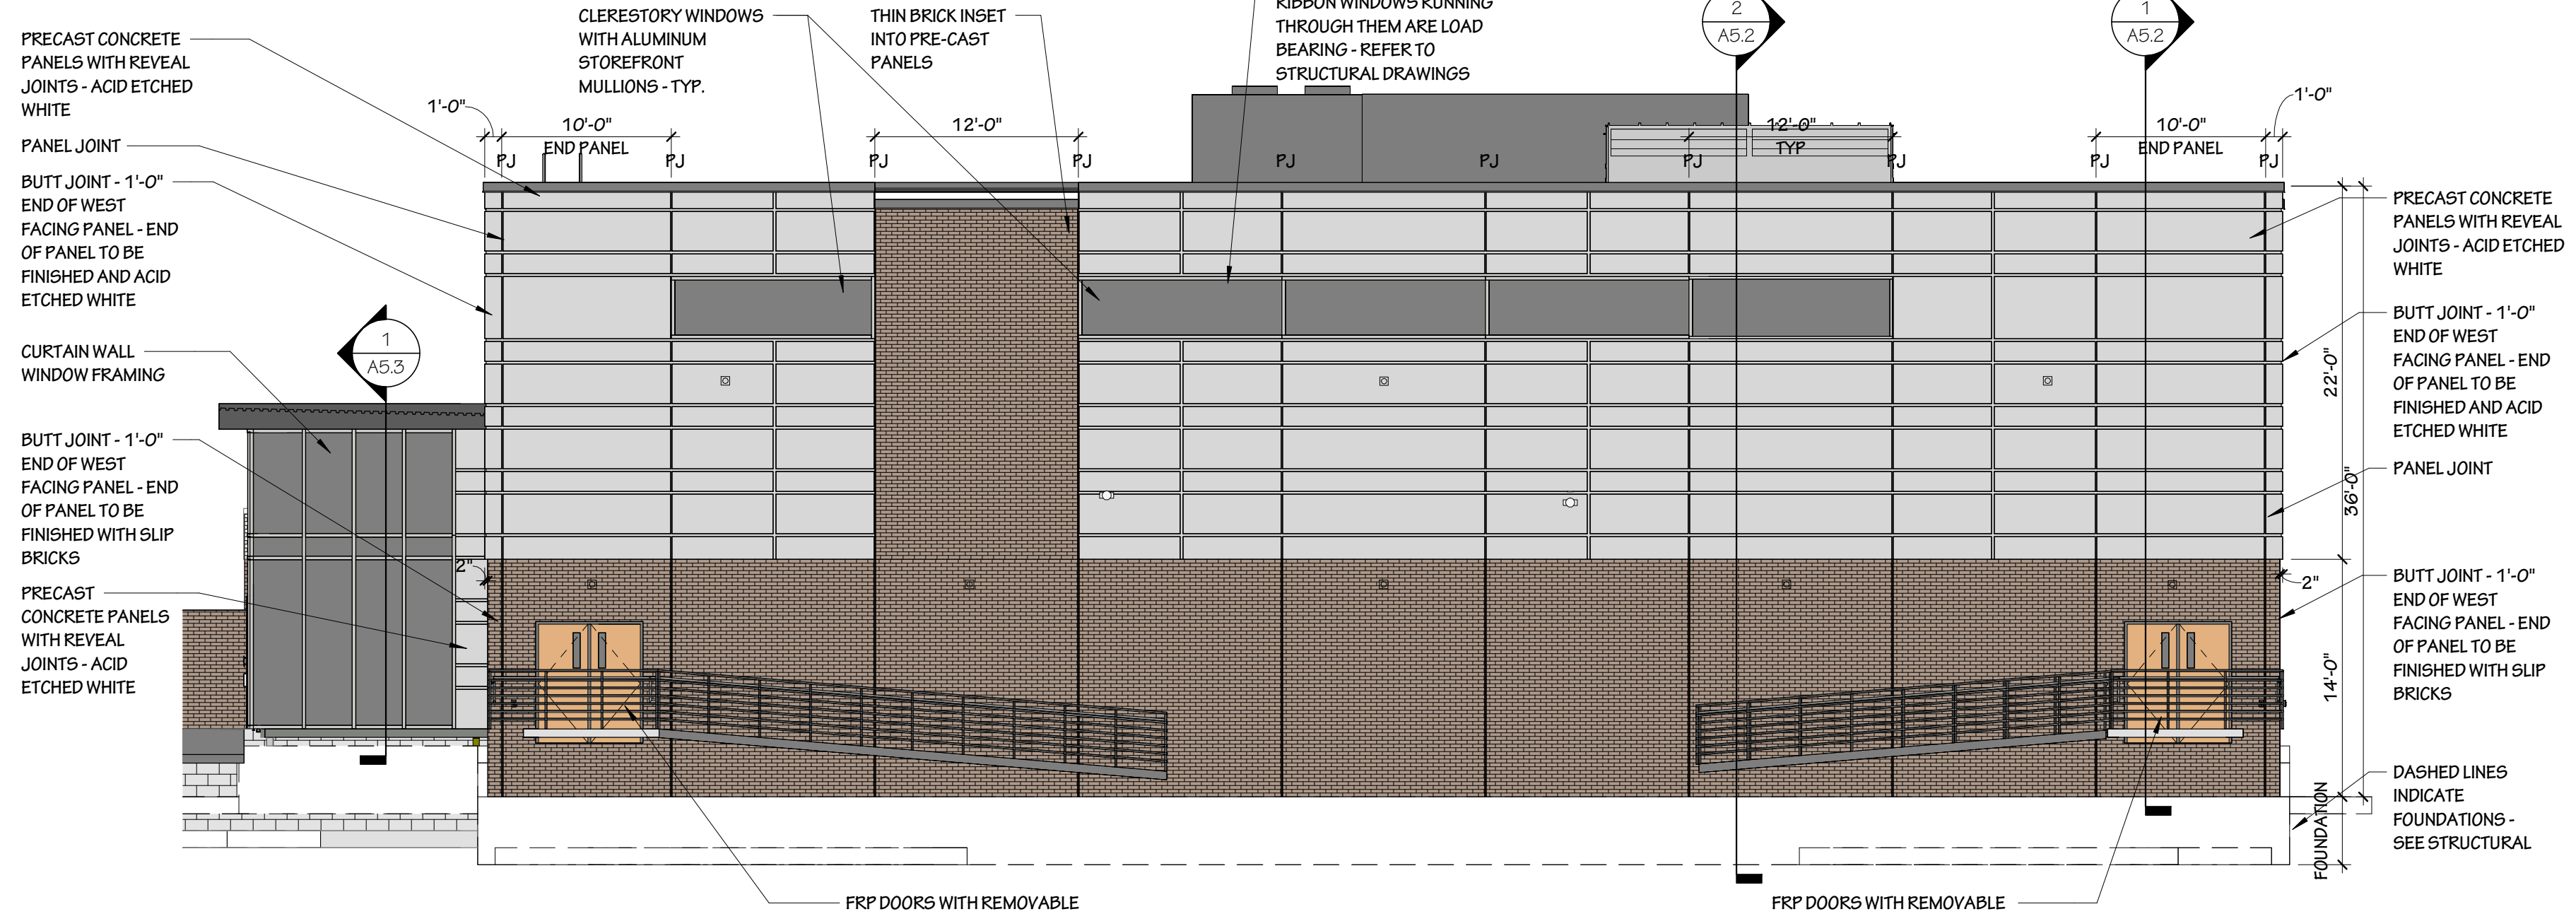 PRECAST CONCRETE
PANELS WITH REVEAL
JOINTS - ACID ETCHED
WHITE
PANEL JOINT
BUTT JOINT - 1'-0"
END OF WEST
FACING PANEL - END
OF PANEL TO BE
FINISHED AND ACID
ETCHED WHITE
CURTAIN WALL
WINDOW FRAMING
BUTT JOINT - 1'-0"
END OF WEST
FACING PANEL - END
OF PANEL TO BE
FINISHED WITH SLIP
BRICKS
PRECAST
CONCRETE PANELS
WITH REVEAL
JOINTS - ACID
ETCHED WHITE
1
A5.3
CLERESTORY WINDOWS
WITH ALUMINUM
STOREFRONT
MULLIONS - TYP.
THIN BRICK INSET
INTO PRE-CAST
PANELS
RIBBON WINDOWS RUNNING
THROUGH THEM ARE LOAD
BEARING - REFER TO
STRUCTURAL DRAWINGS
2
A5.2
1
A5.2
1'-0"
10'-0"
END PANEL
12'-0"
12'-0"
TYP
10'-0"
END PANEL
1'-0"
PJ
PJ
PJ
PJ
PJ
PJ
PJ
PJ
PJ
PJ
2"
2"
22'-0"
36'-0"
14'-0"
FOUNDATION
PRECAST CONCRETE
PANELS WITH REVEAL
JOINTS - ACID ETCHED
WHITE
BUTT JOINT - 1'-0"
END OF WEST
FACING PANEL - END
OF PANEL TO BE
FINISHED AND ACID
ETCHED WHITE
PANEL JOINT
BUTT JOINT - 1'-0"
END OF WEST
FACING PANEL - END
OF PANEL TO BE
FINISHED WITH SLIP
BRICKS
DASHED LINES
INDICATE
FOUNDATIONS -
SEE STRUCTURAL
FRP DOORS WITH REMOVABLE
FRP DOORS WITH REMOVABLE